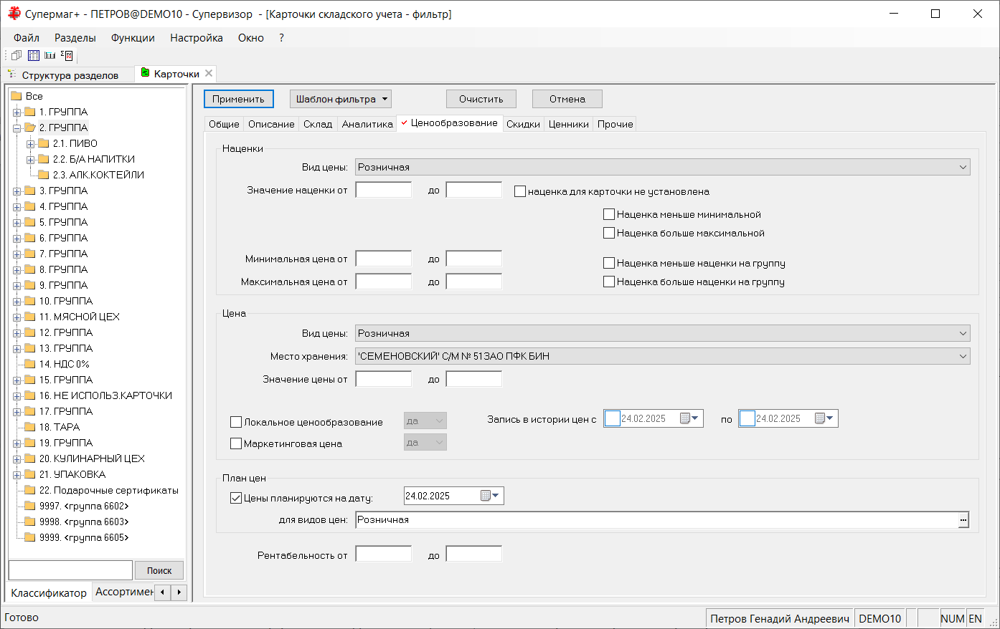 Супермаг+ - ПЕТРОВ@DEMO10 - Супервизор - [Карточки складского учета - фильтр]
Файл Разделы Функции Настройка Окно ?
Структура разделов Карточки
Применить Шаблон фильтра Очистить Отмена
Общие Описание Склад Аналитика Ценообразование Скидки Ценники Прочие
Все
1. ГРУППА
2. ГРУППА
2.1. ПИВО
2.2. Б/А НАПИТКИ
2.3. АЛК.КОКТЕЙЛИ
3. ГРУППА
4. ГРУППА
5. ГРУППА
6. ГРУППА
7. ГРУППА
8. ГРУППА
9. ГРУППА
10. ГРУППА
11. МЯСНОЙ ЦЕХ
12. ГРУППА
13. ГРУППА
14. НДС 0%
15. ГРУППА
16. НЕ ИСПОЛЬЗ.КАРТОЧКИ
17. ГРУППА
18. ТАРА
19. ГРУППА
20. КУЛИНАРНЫЙ ЦЕХ
21. УПАКОВКА
22. Подарочные сертификаты
9997. <группа 6602>
9998. <группа 6603>
9999. <группа 6605>
Поиск
Классификатор Ассортимен
Наценки
Вид цены: Розничная
Значение наценки от до наценка для карточки не установлена
Наценка меньше минимальной
Наценка больше максимальной
Минимальная цена от до Наценка меньше наценки на группу
Максимальная цена от до Наценка больше наценки на группу
Цена
Вид цены: Розничная
Место хранения: 'СЕМЕНОВСКИЙ' С/М № 51ЗАО ПФК БИН
Значение цены от до
Локальное ценообразование да Запись в истории цен с 24.02.2025 по 24.02.2025
Маркетинговая цена да
План цен
Цены планируются на дату: 24.02.2025
для видов цен: Розничная ...
Рентабельность от до
Готово Петров Генадий Андреевич DEMO10 NUM EN